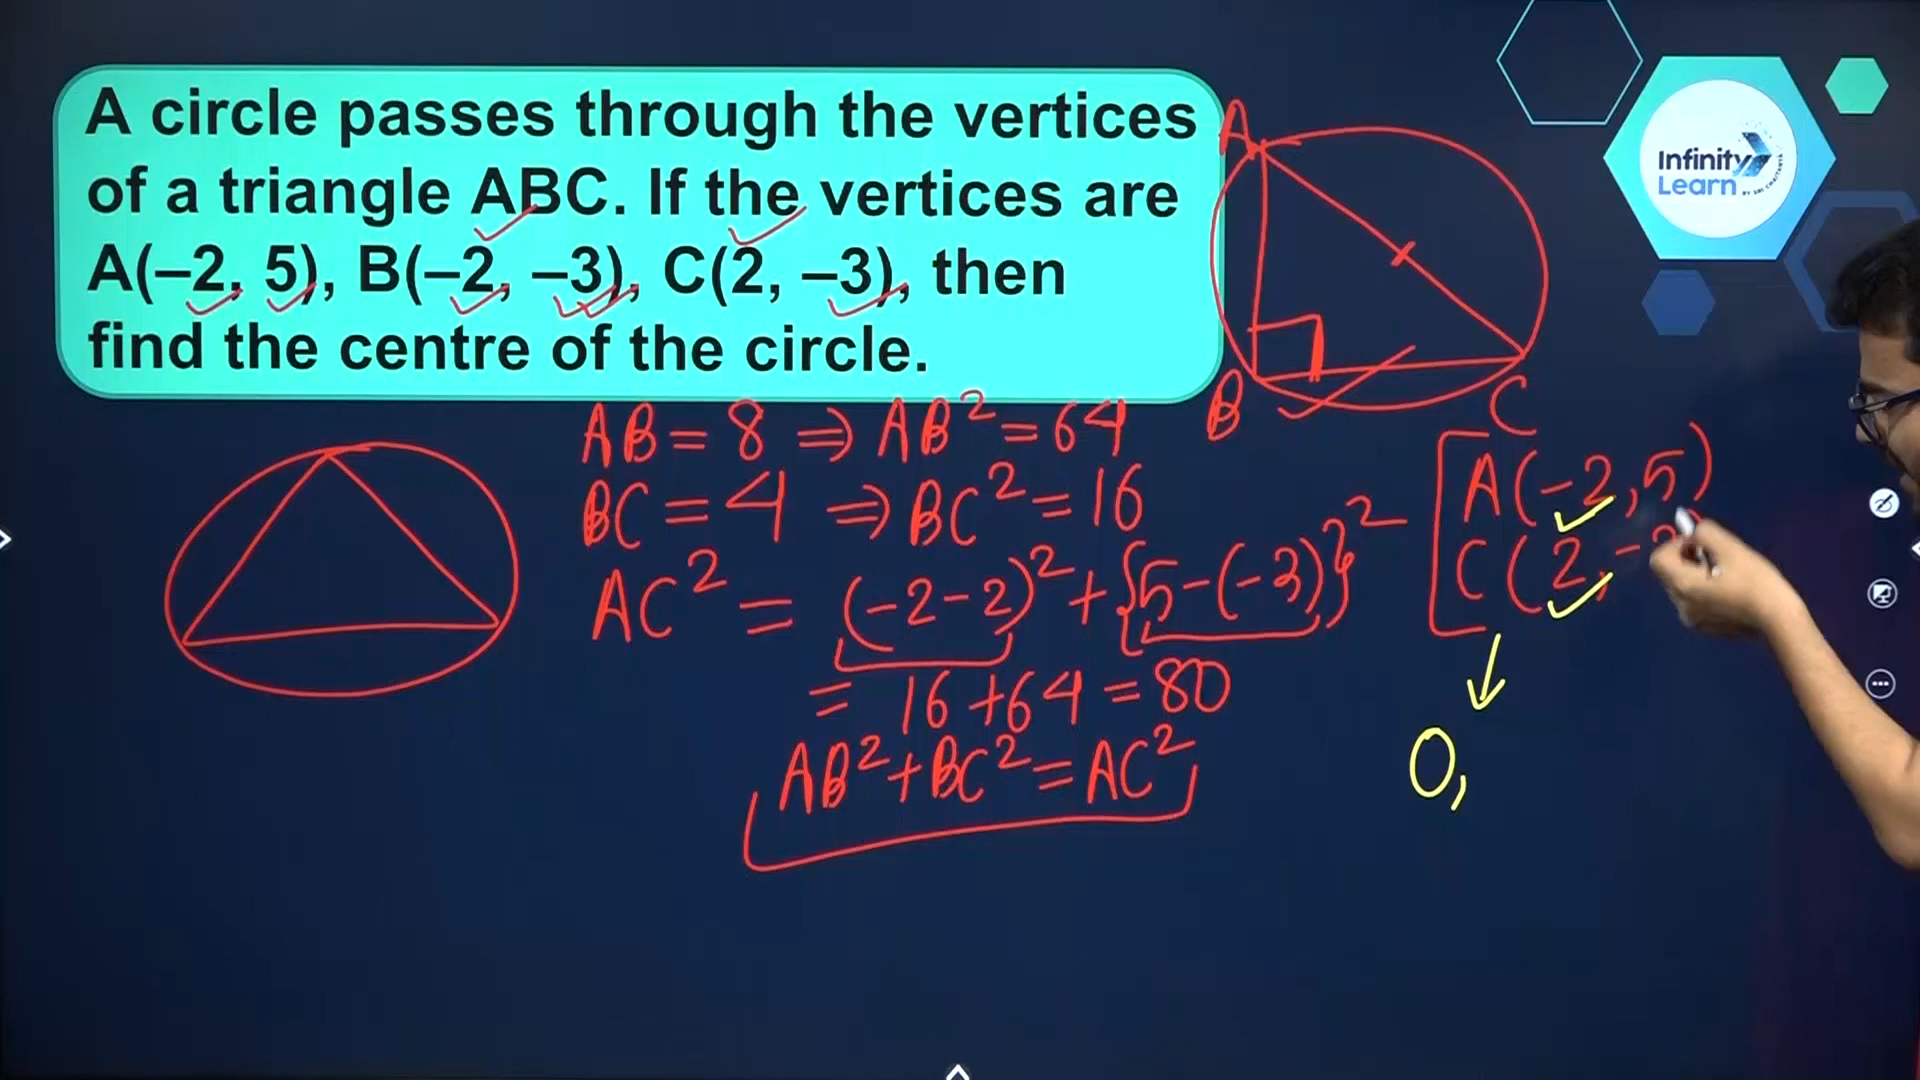 A circle passes through the vertices
of a triangle ABC. If the vertices are
A(–2, 5), B(–2, –3), C(2, –3), then
find the centre of the circle.
Infinity
Learn
A
B
C
AB = 8 ⇒ AB² = 64
BC = 4 ⇒ BC² = 16
AC² = (-2-2)² + {5-(-3)}²
= 16 + 64 = 80
AB² + BC² = AC²
A(-2, 5)
C(2, -
0,